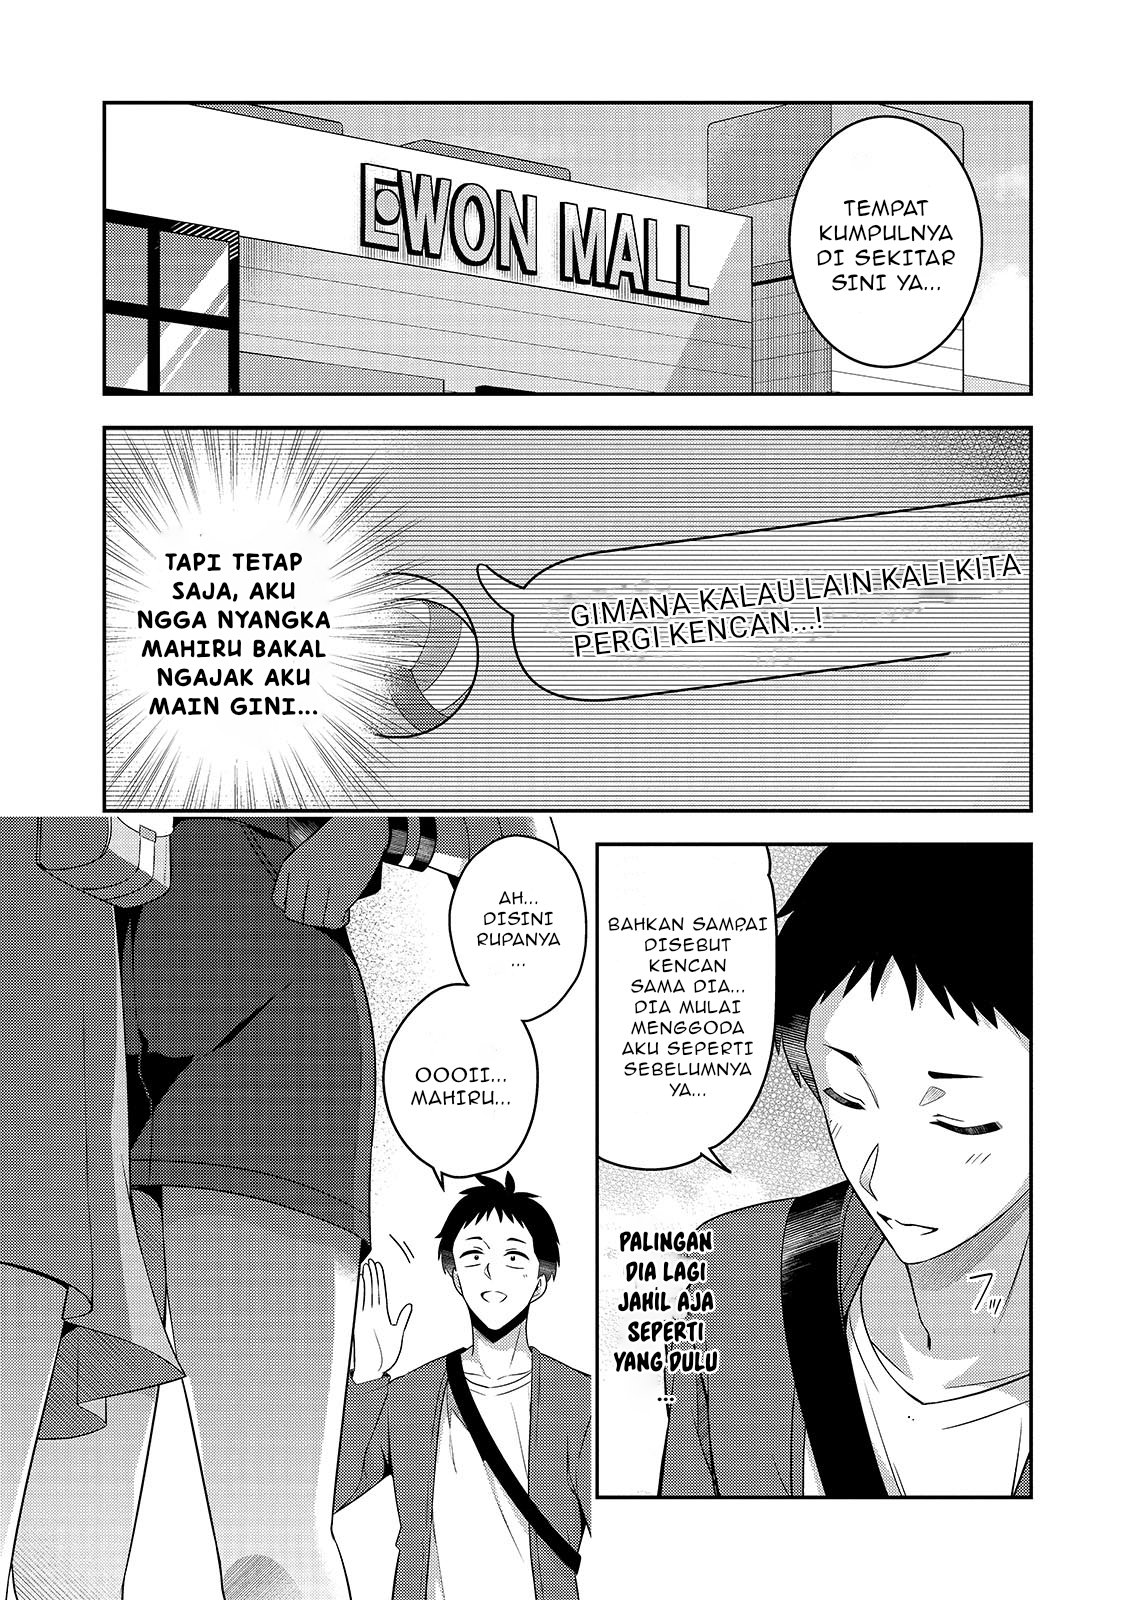 TEMPAT
KUMPULNYA
DI SEKITAR
SINI YA...
EWON MALL
GIMANA KALAU LAIN KALI KITA
PERGI KENCAN...!
TAPI TETAP
SAJA, AKU
NGGA NYANGKA
MAHIRU BAKAL
NGAJAK AKU
MAIN GINI...
BAHKAN SAMPAI
DISEBUT
KENCAN
SAMA DIA...
DIA MULAI
MENGGODA
AKU SEPERTI
SEBELUMNYA
YA...
フッ
PALINGAN
DIA LAGI
JAHIL AJA
SEPERTI
YANG DULU
...
AH...
DISINI
RUPANYA
...
OOOII...
MAHIRU...